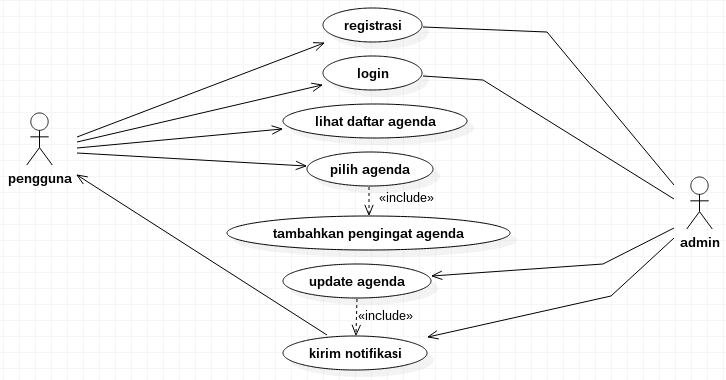 registrasi
login
lihat daftar agenda
pilih agenda
pengguna
«include»
tambahkan pengingat agenda
admin
update agenda
«include»
kirim notifikasi